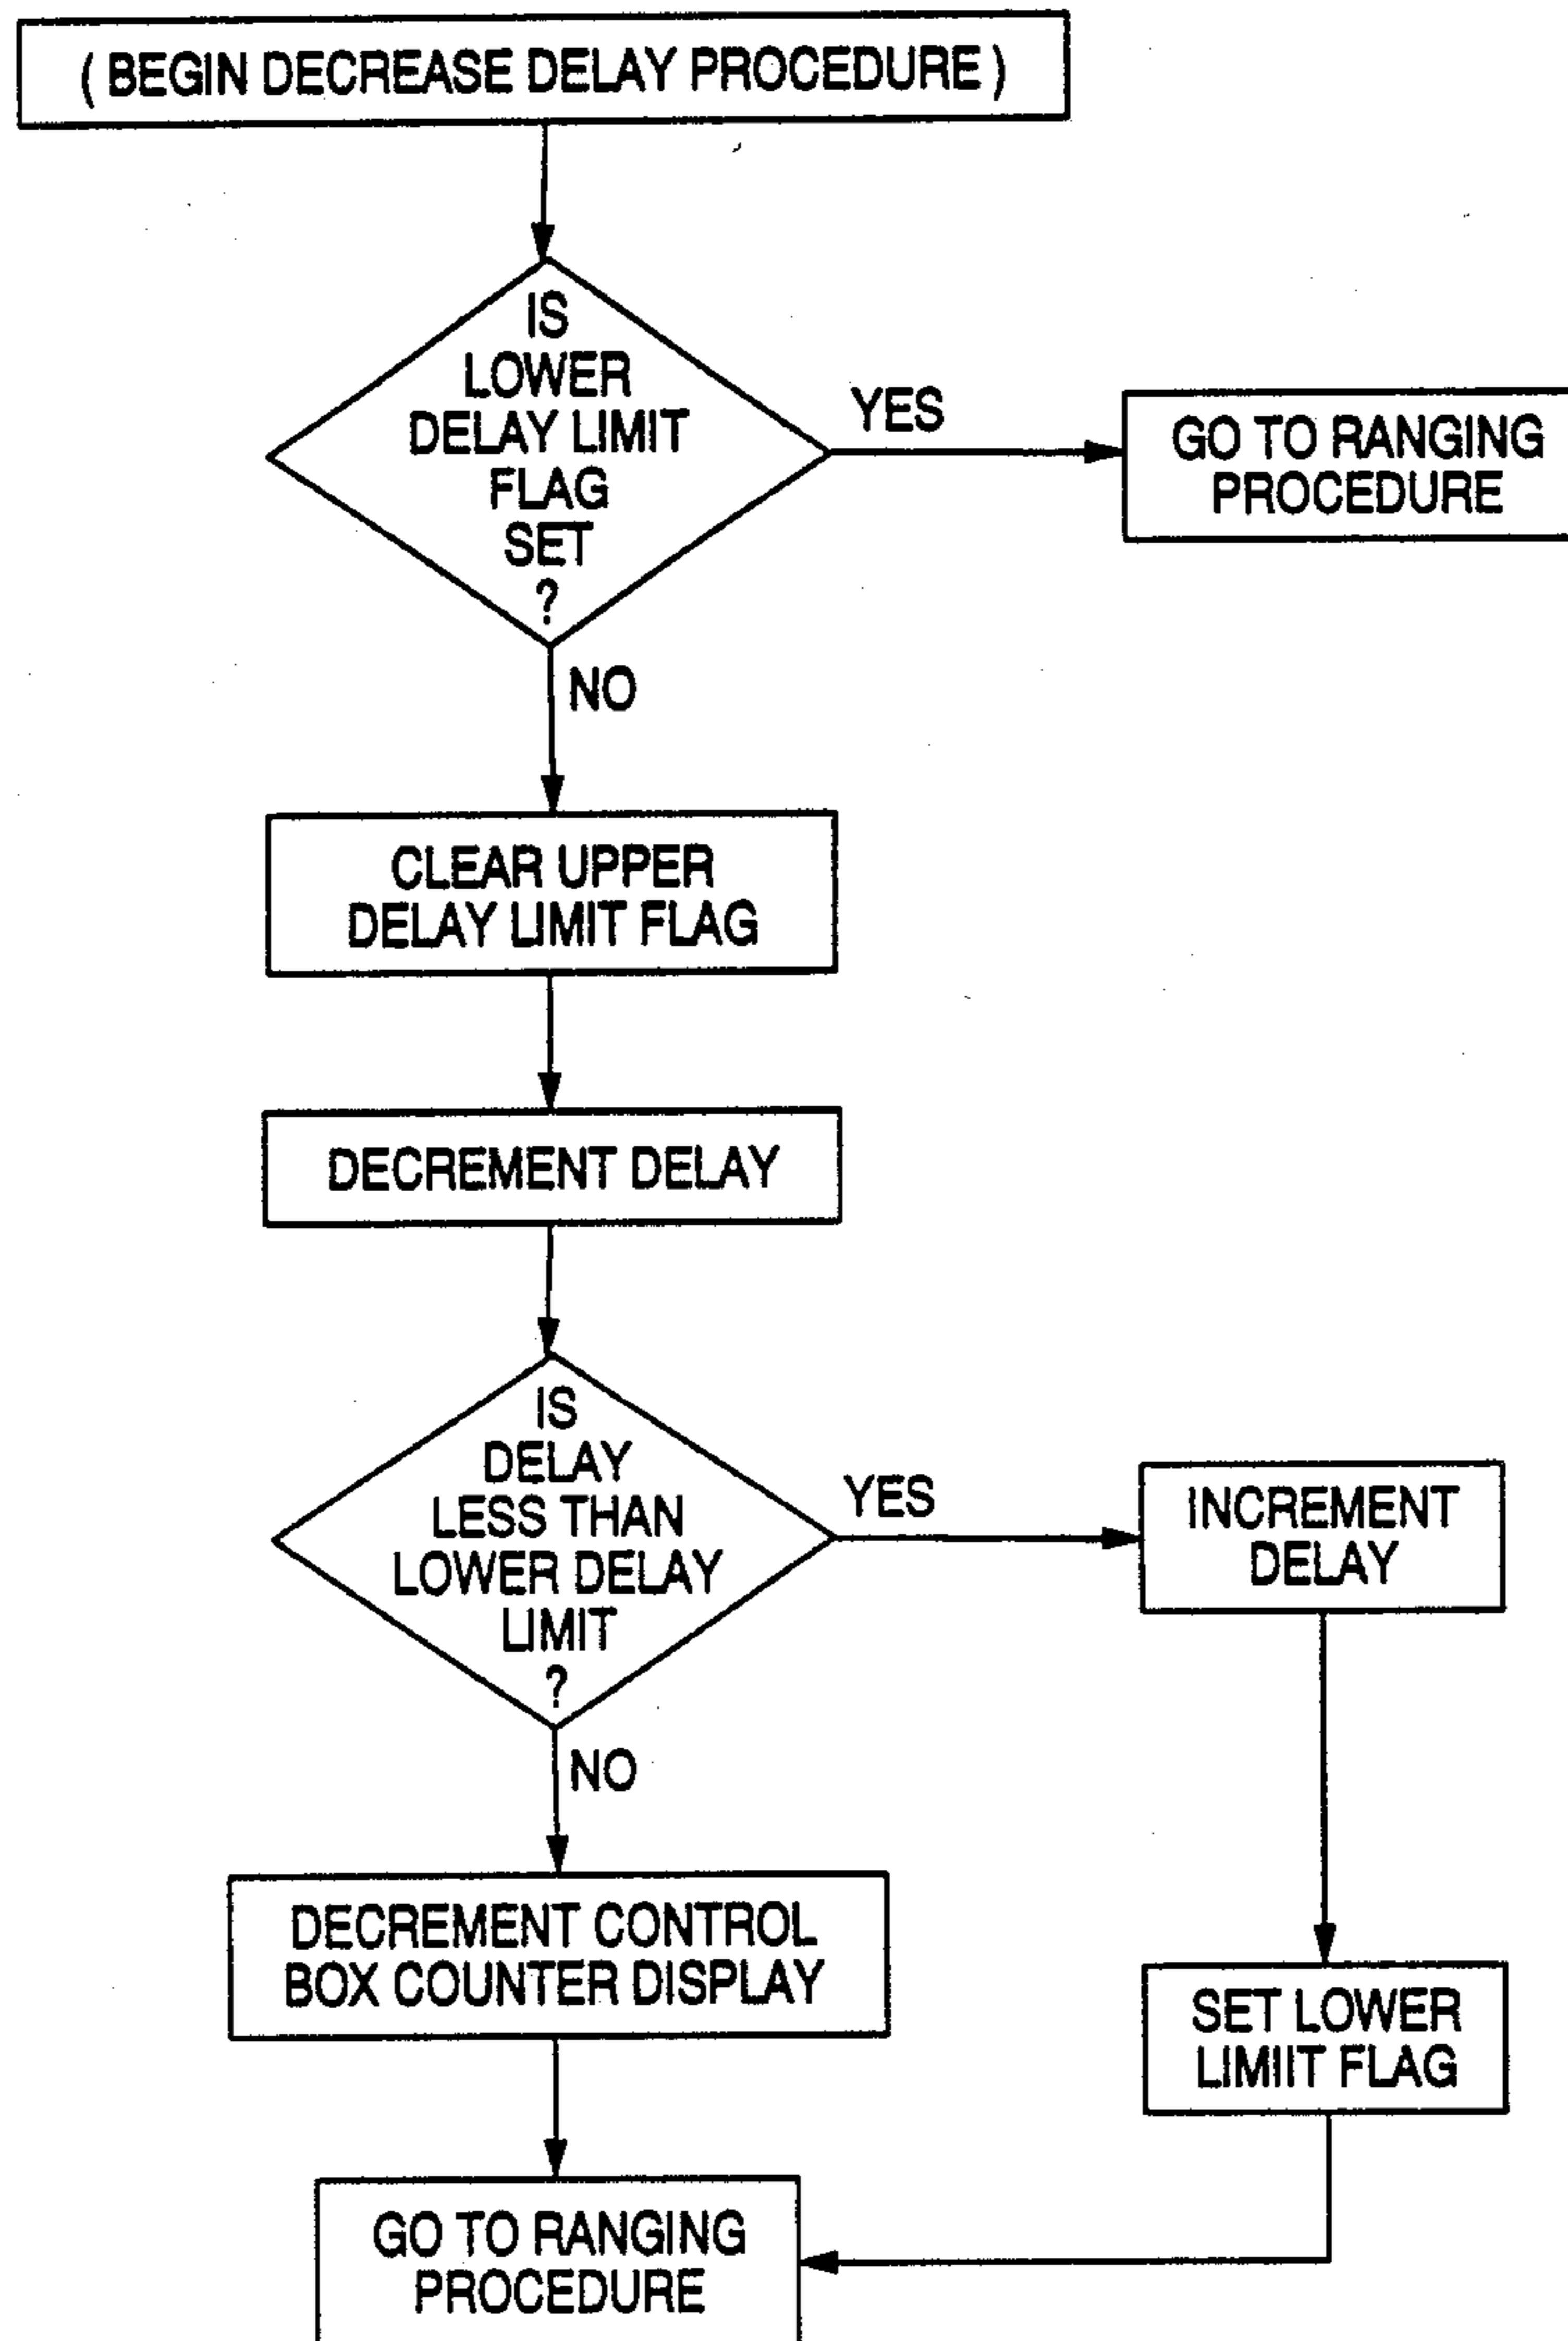 ( BEGIN DECREASE DELAY PROCEDURE )
IS
LOWER
DELAY LIMIT
FLAG
SET
?
YES
GO TO RANGING
PROCEDURE
NO
CLEAR UPPER
DELAY LIMIT FLAG
DECREMENT DELAY
IS
DELAY
LESS THAN
LOWER DELAY
LIMIT
?
YES
INCREMENT
DELAY
NO
DECREMENT CONTROL
BOX COUNTER DISPLAY
SET LOWER
LIMIIT FLAG
GO TO RANGING
PROCEDURE